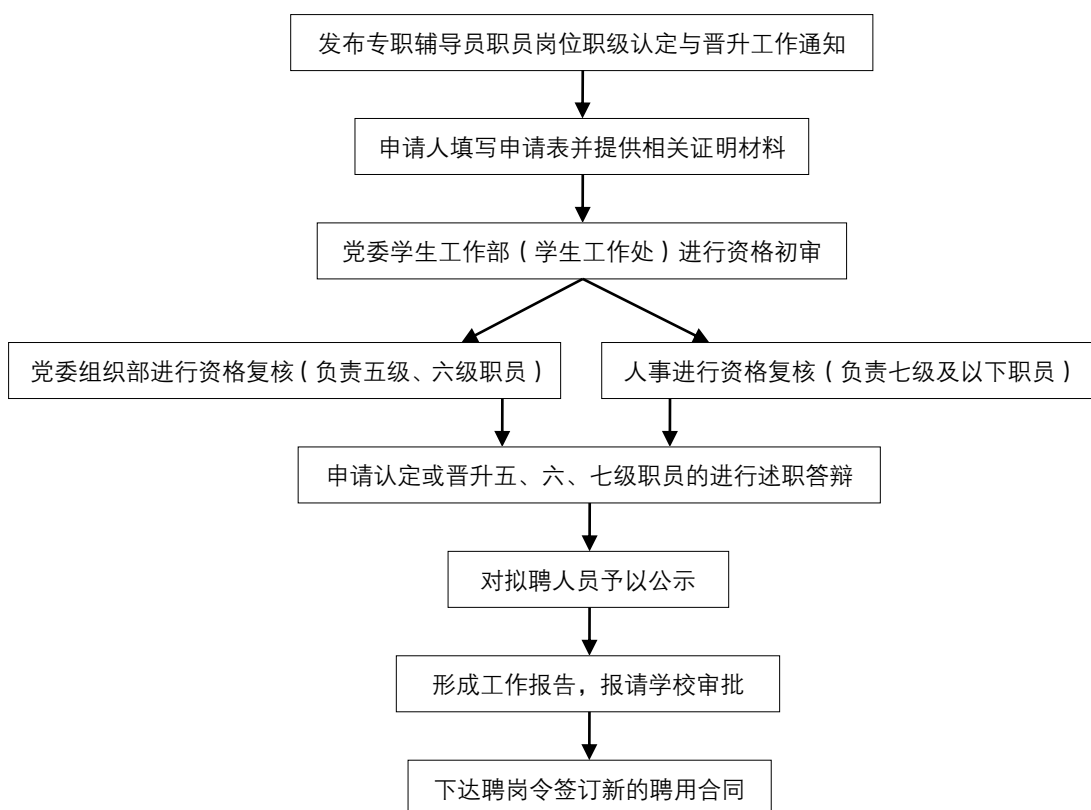 发布专职辅导员职员岗位职级认定与晋升工作通知
申请人填写申请表并提供相关证明材料
党委学生工作部（学生工作处）进行资格初审
党委组织部进行资格复核（负责五级、六级职员）
人事进行资格复核（负责七级及以下职员）
申请认定或晋升五、六、七级职员的进行述职答辩
对拟聘人员予以公示
形成工作报告，报请学校审批
下达聘岗令签订新的聘用合同